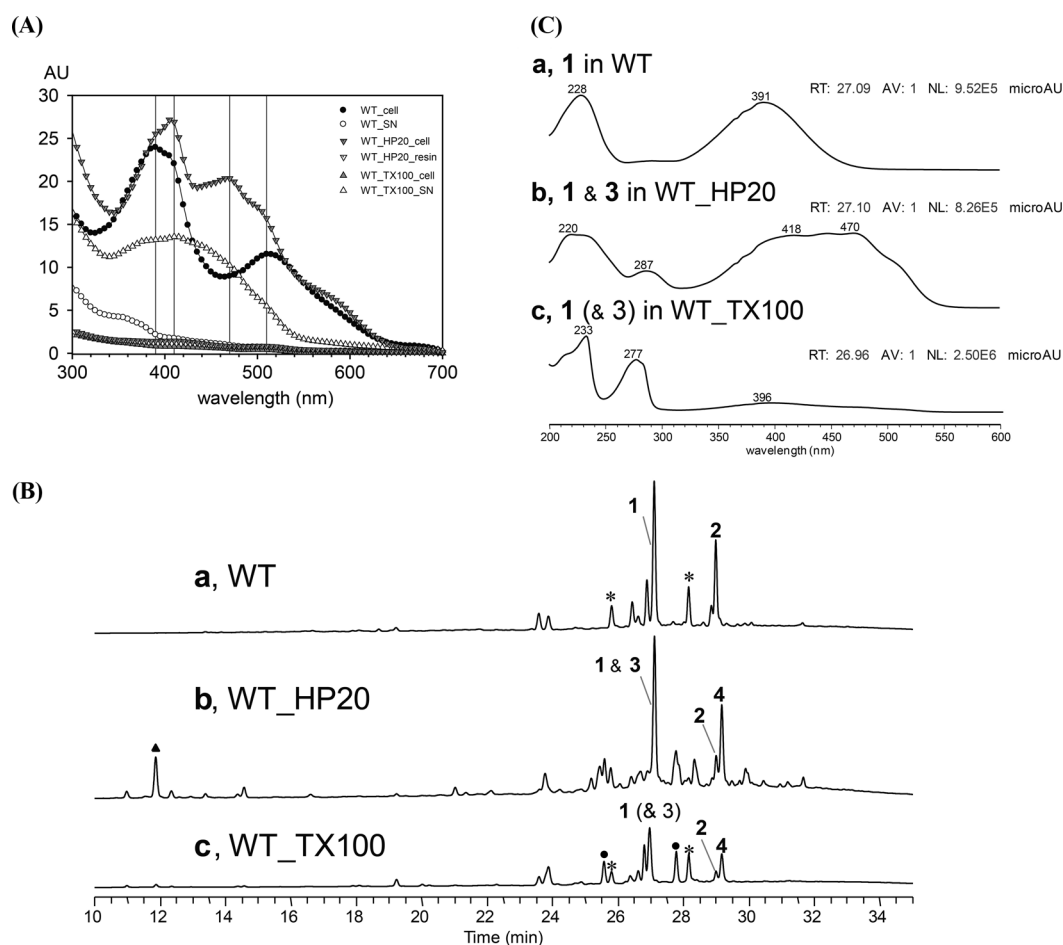 (A)
AU
30
25
20
15
10
5
0
300 400 500 600 700
wavelength (nm)
WT_cell
WT_SN
WT_HP20_cell
WT_HP20_resin
WT_TX100_cell
WT_TX100_SN
(C)
a, 1 in WT
RT: 27.09 AV: 1 NL: 9.52E5 microAU
228
391
b, 1 & 3 in WT_HP20
RT: 27.10 AV: 1 NL: 8.26E5 microAU
220
287
418
470
c, 1 (& 3) in WT_TX100
RT: 26.96 AV: 1 NL: 2.50E6 microAU
233
277
396
200 250 300 350 400 450 500 550 600
wavelength (nm)
(B)
a, WT
*
1
*
2
b, WT_HP20
1 & 3
2
4
c, WT_TX100
1 (& 3)
*
*
2
4
10 12 14 16 18 20 22 24 26 28 30 32 34
Time (min)